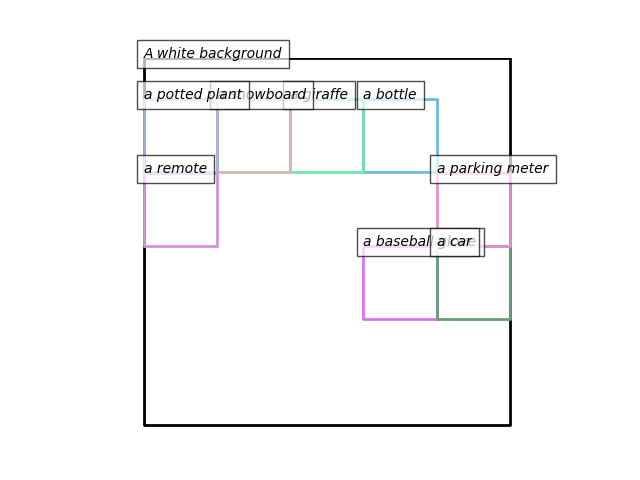 A white background
a potted plant
a snowboard
a giraffe
a bottle
a remote
a parking meter
a baseball glove
a car